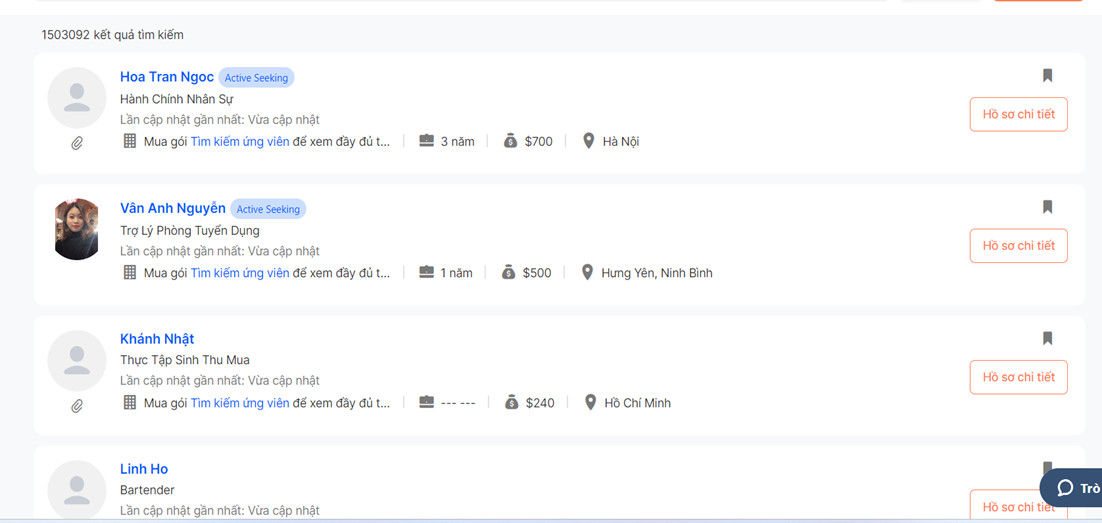 1503092 kết quả tìm kiếm
Hoa Tran Ngoc Active Seeking
Hành Chính Nhân Sự
Lần cập nhật gần nhất: Vừa cập nhật
Mua gói Tìm kiếm ứng viên để xem đầy đủ t... 3 năm $700 Hà Nội
Hồ sơ chi tiết
Vân Anh Nguyễn Active Seeking
Trợ Lý Phòng Tuyển Dụng
Lần cập nhật gần nhất: Vừa cập nhật
Mua gói Tìm kiếm ứng viên để xem đầy đủ t... 1 năm $500 Hưng Yên, Ninh Bình
Hồ sơ chi tiết
Khánh Nhật
Thực Tập Sinh Thu Mua
Lần cập nhật gần nhất: Vừa cập nhật
Mua gói Tìm kiếm ứng viên để xem đầy đủ t... --- --- $240 Hồ Chí Minh
Hồ sơ chi tiết
Linh Ho
Bartender
Lần cập nhật gần nhất: Vừa cập nhật
Hồ sơ chi tiết
Trò